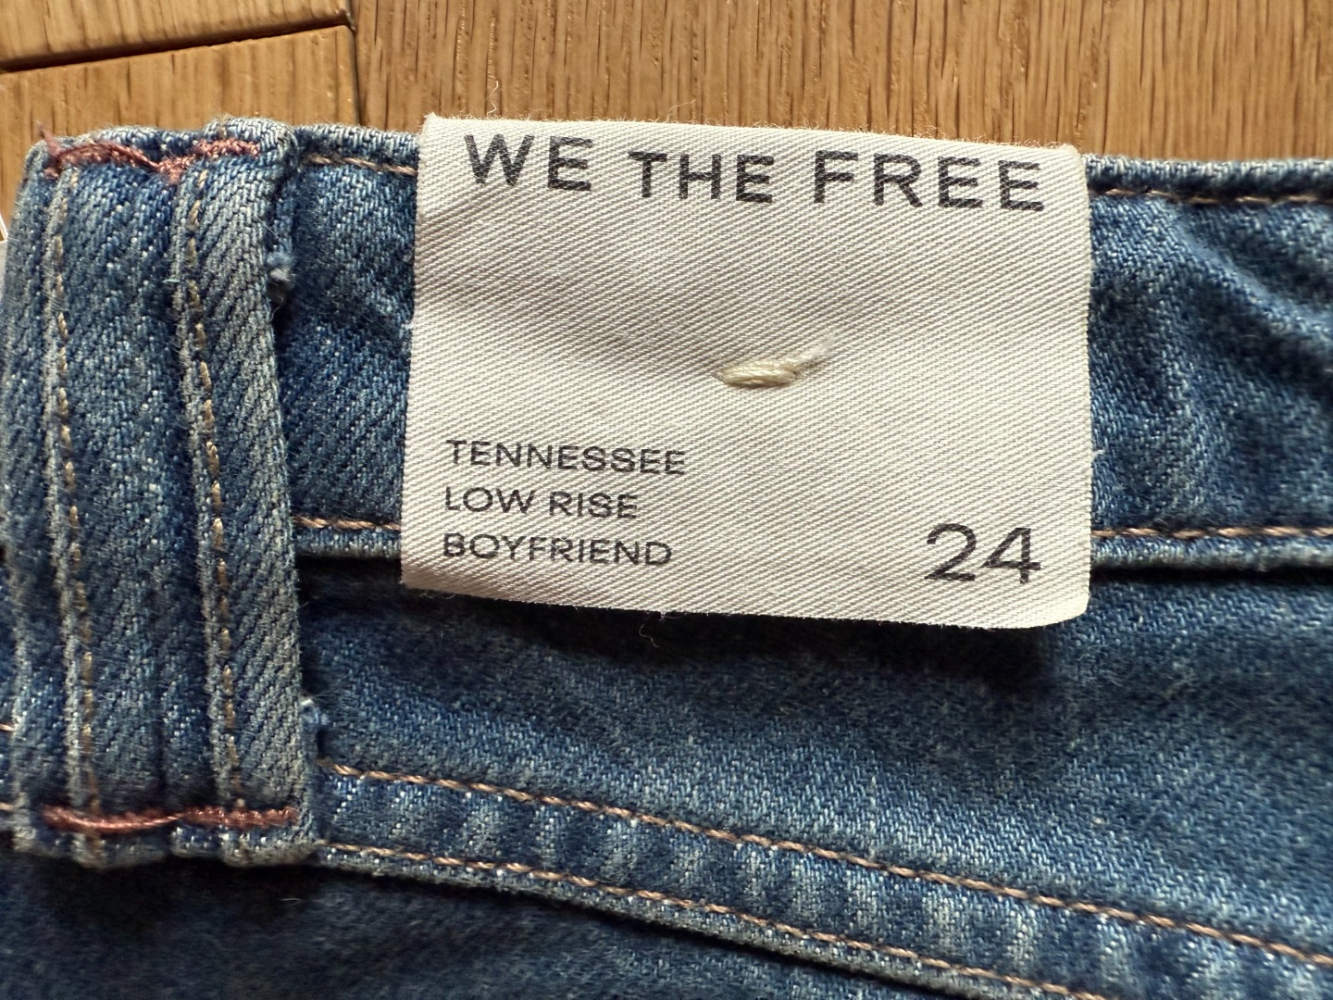 WE THE FREE
TENNESSEE
LOW RISE
BOYFRIEND
24